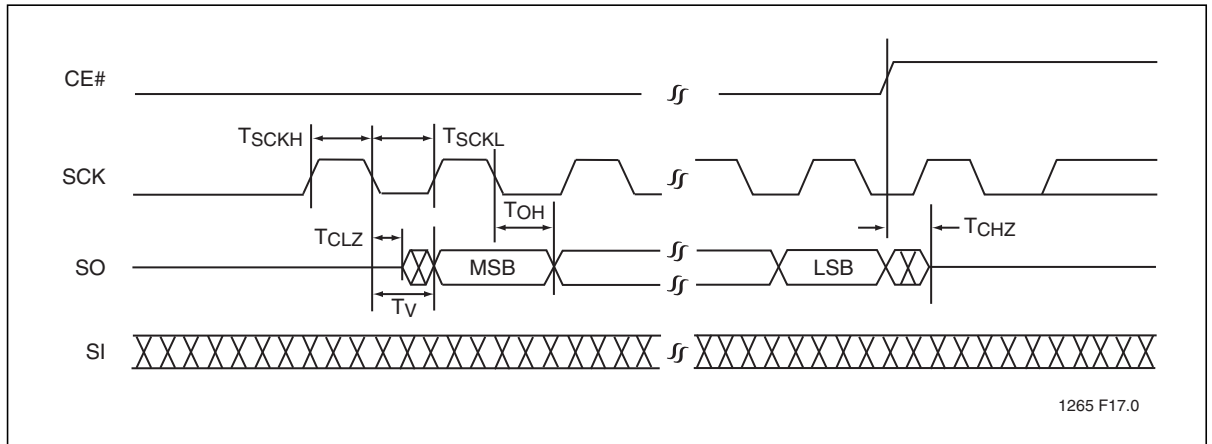 CE#
TSCKH
TSCKL
SCK
TOH
TCLZ
TCHZ
SO
MSB
LSB
TV
SI
1265 F17.0